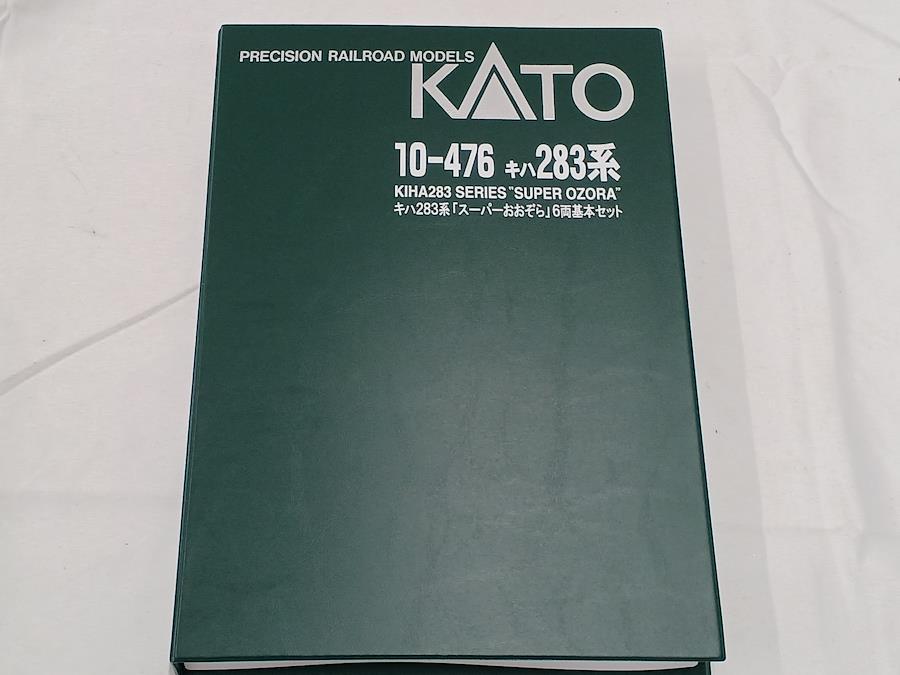 PRECISION RAILROAD MODELS
KATO
10-476 キハ283系
KIHA283 SERIES "SUPER OZORA"
キハ283系「スーパーおおぞら」6両基本セット